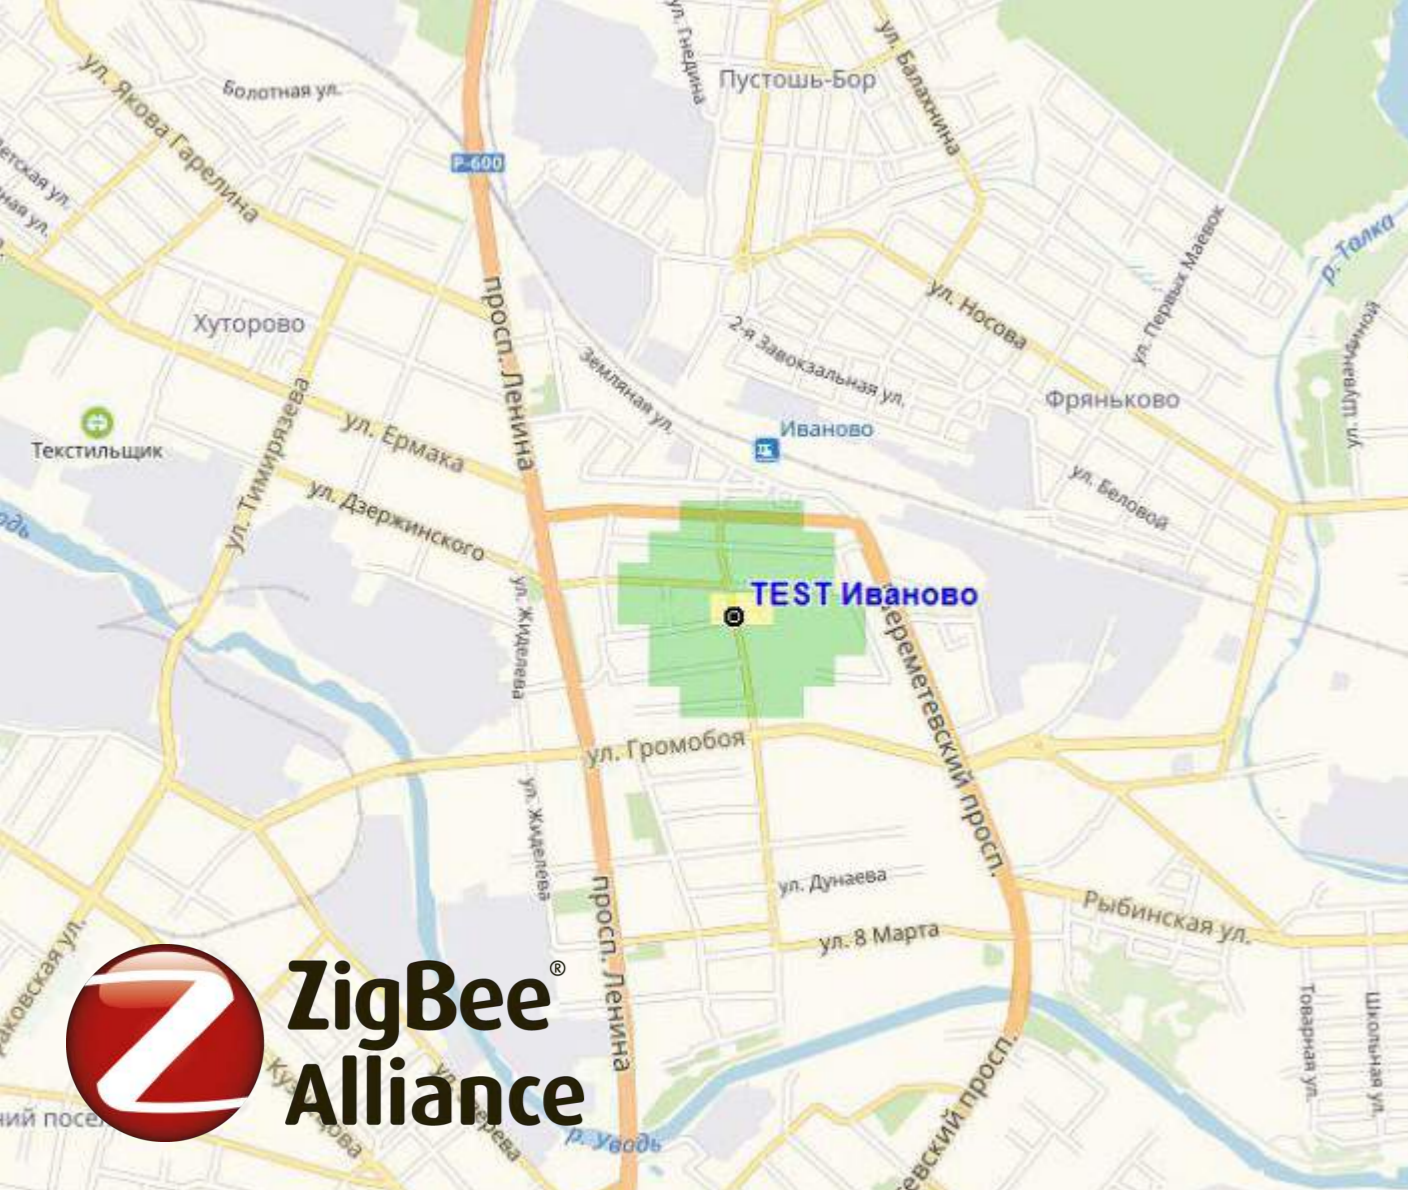 ул. Гнедина
ул. Балахнина
Пустошь-Бор
ул. Якова Гарелина
Болотная ул.
Р-600
р. Талка
ул. Первых Маёвок
просп. Ленина
ул. Носова
Хуторово
2-я Завокзальная ул.
Земляная ул.
Фряньково
Иваново
Текстильщик
ул. Тимирязева
ул. Ермака
ул. Беловой
ул. Дзержинского
ул. Жиделева
TEST Иваново
ул. Громобоя
ул. Жиделева
просп.
ул. Дунаева
Рыбинская ул.
ул. 8 Марта
просп. Ленина
ZigBee®
Alliance
Товарная ул.
Школьная ул.
просп.
р. Уводь